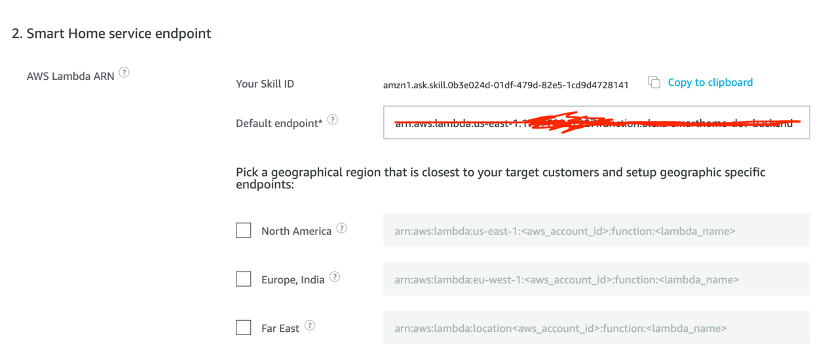 2. Smart Home service endpoint
AWS Lambda ARN ?
Your Skill ID amzn1.ask.skill.0b3e024d-01df-479d-82e5-1cd9d4728141 Copy to clipboard
Default endpoint* ? arn:aws:lambda:us-east-1:
Pick a geographical region that is closest to your target customers and setup geographic specific
endpoints:
North America ? arn:aws:lambda:us-east-1:<aws_account_id>:function:<lambda_name>
Europe, India ? arn:aws:lambda:eu-west-1:<aws_account_id>:function:<lambda_name>
Far East ? arn:aws:lambda:location<aws_account_id>:function:<lambda_name>